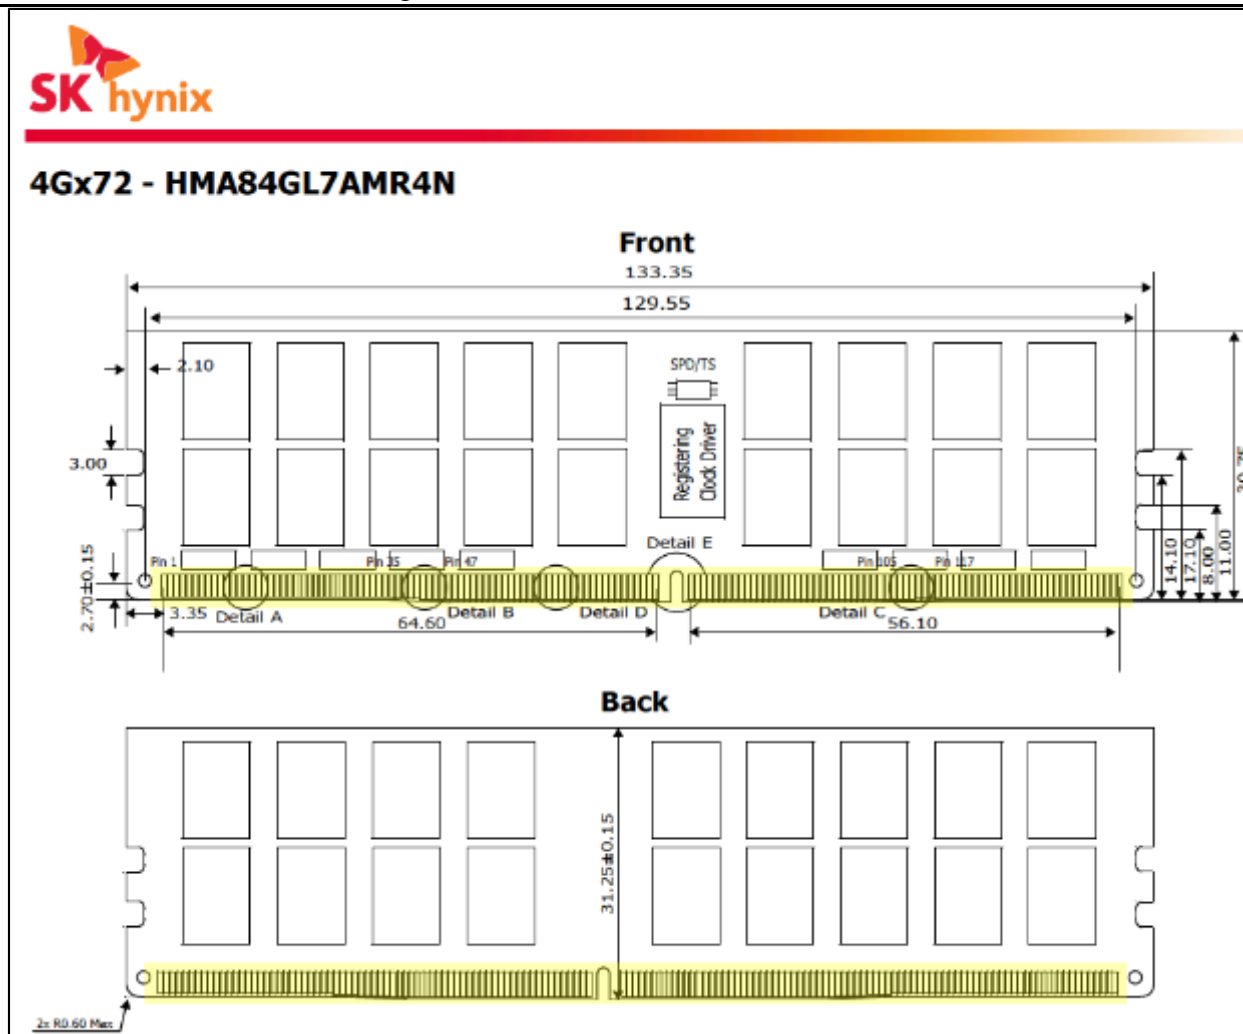 SK hynix
4Gx72 - HMA84GL7AMR4N
Front
133.35
129.55
2.10
SPD/TS
3.00
Registering
Clock Driver
14.10
17.10
8.00
11.00
Detail E
Pin 1
Pin 35
Pin 47
Pin 105
Pin 117
2.70±0.15
3.35
Detail A
Detail B
Detail D
Detail C
64.60
56.10
Back
31.25±0.15
2x R0.60 Max